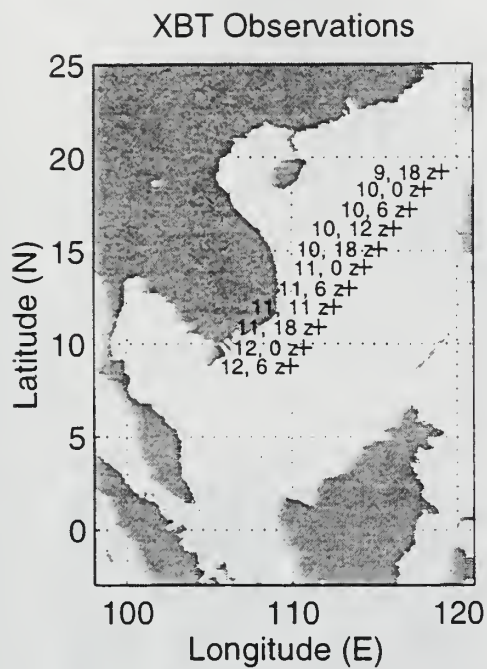 XBT Observations
25
20
15
10
5
0
Latitude (N)
9, 18 z+
10, 0 z+
10, 6 z+
10, 12 z+
10, 18 z+
11, 0 z+
11, 6 z+
11, 11 z+
11, 18 z+
12, 0 z+
12, 6 z+
100 110 120
Longitude (E)